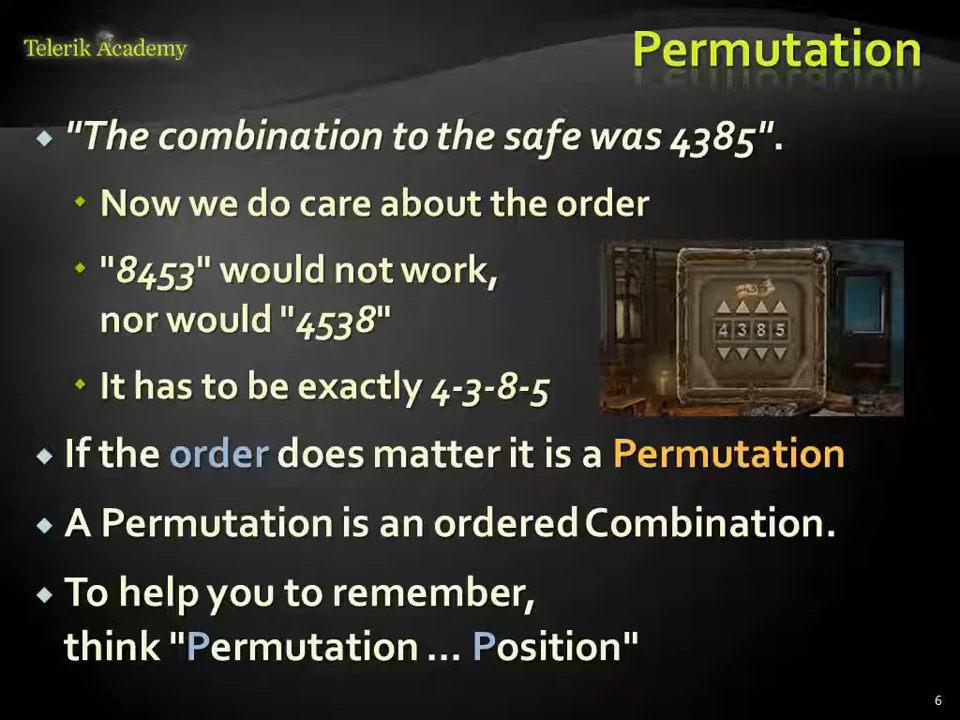 Telerik Academy
Permutation
"The combination to the safe was 4385".
Now we do care about the order
"8453" would not work,
nor would "4538"
4 3 8 5
It has to be exactly 4-3-8-5
If the order does matter it is a Permutation
A Permutation is an ordered Combination.
To help you to remember,
think "Permutation ... Position"
6